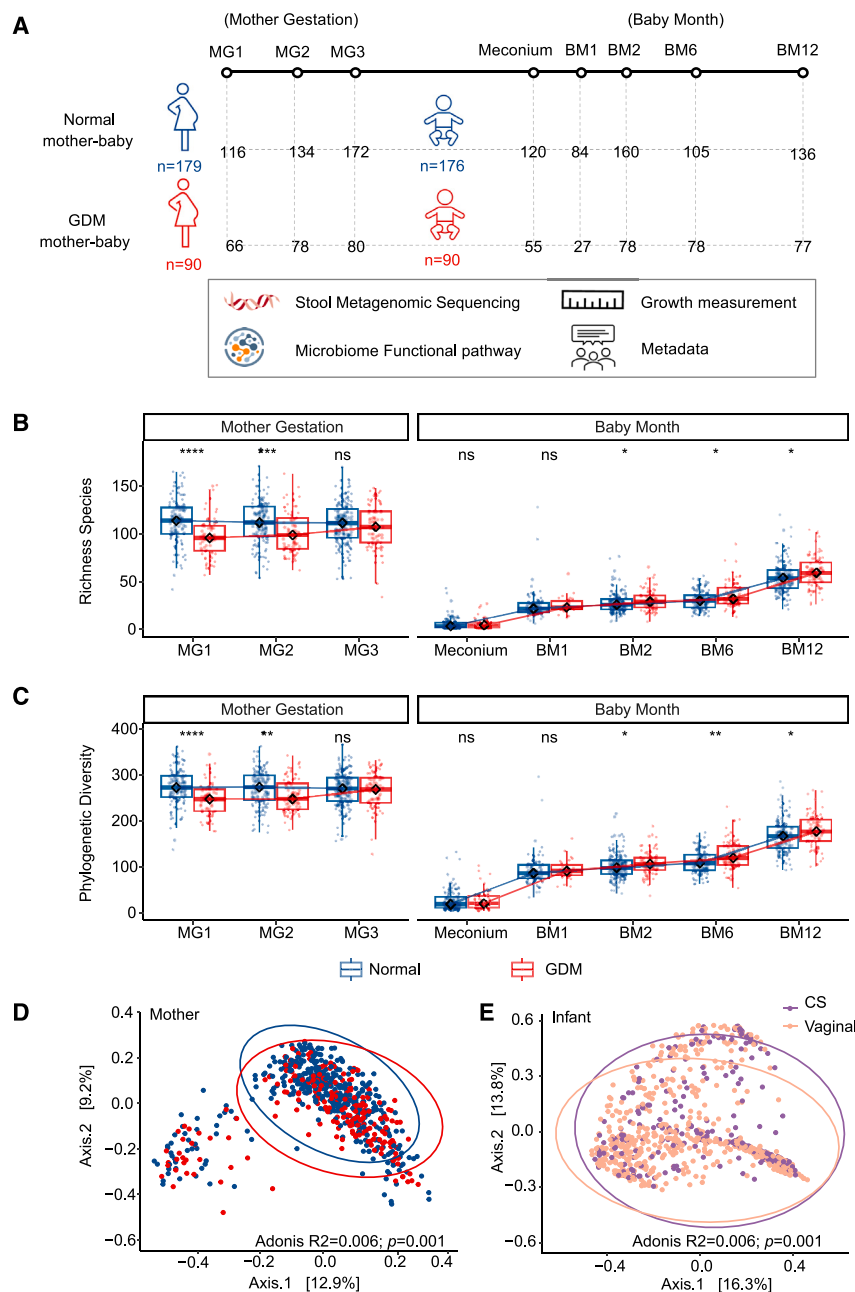 A
(Mother Gestation) (Baby Month)
MG1 MG2 MG3 Meconium BM1 BM2 BM6 BM12
Normal
mother-baby
116 134 172 120 84 160 105 136
n=179 n=176
GDM
mother-baby
66 78 80 55 27 78 78 77
n=90 n=90
Stool Metagenomic Sequencing Growth measurement
Microbiome Functional pathway Metadata
B
Mother Gestation Baby Month
**** *** ns ns ns * * *
Richness Species
150
100
50
0
MG1 MG2 MG3 Meconium BM1 BM2 BM6 BM12
C
Mother Gestation Baby Month
**** ** ns ns ns * ** *
Phylogenetic Diversity
400
300
200
100
0
MG1 MG2 MG3 Meconium BM1 BM2 BM6 BM12
Normal GDM
D
Mother
Axis.2 [9.2%]
0.4
0.2
0.0
−0.2
−0.4
−0.6
Adonis R2=0.006; p=0.001
−0.4 −0.2 0.0 0.2 0.4
Axis.1 [12.9%]
E
CS
Vaginal
Infant
Axis.2 [13.8%]
0.6
0.3
0.0
−0.3
−0.6
Adonis R2=0.006; p=0.001
−0.4 0.0 0.4
Axis.1 [16.3%]